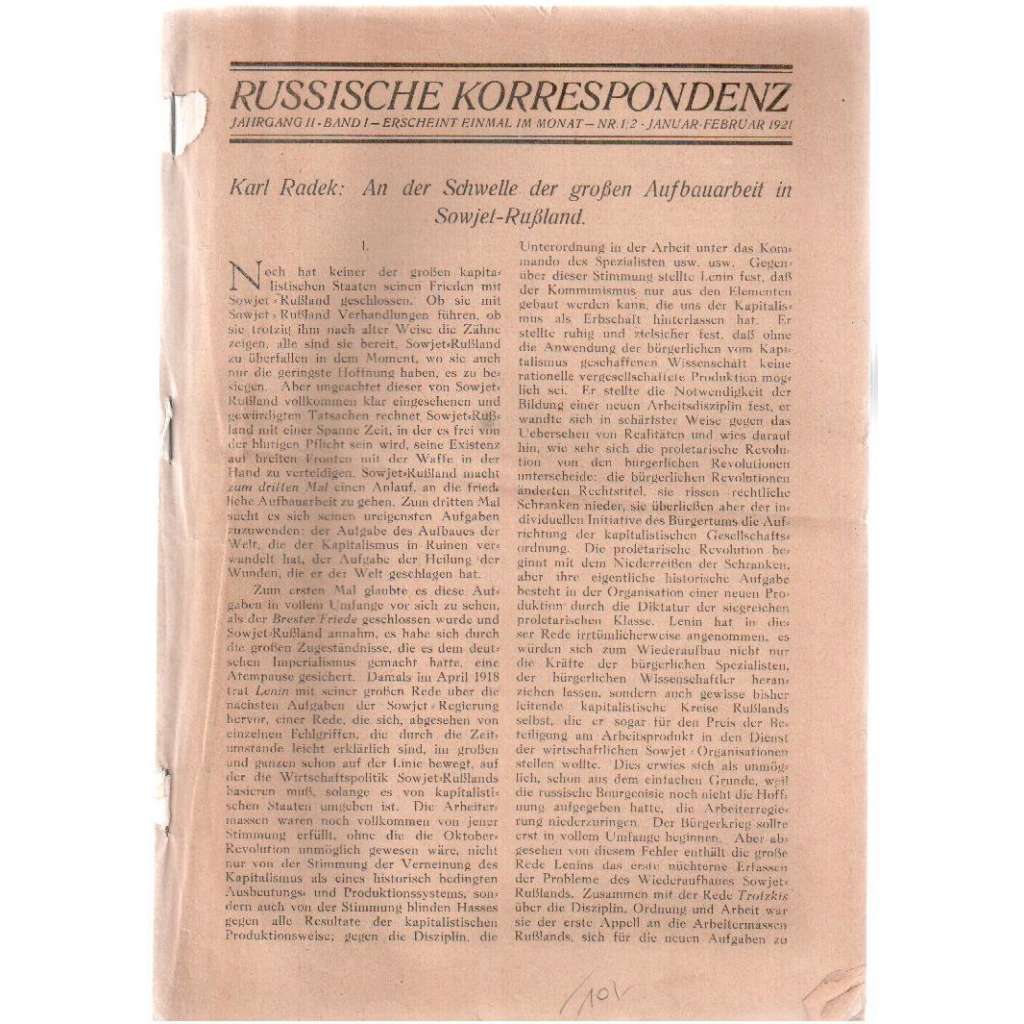 RUSSISCHE KORRESPONDENZ
JAHRGANG II - BAND I — ERSCHEINT EINMAL IM MONAT — NR. 1/2 - JANUAR-FEBRUAR 1921
Karl Radek: An der Schwelle der großen Aufbauarbeit in
Sowjet-Rußland.
I.
Noch hat keiner der großen kapita-
listischen Staaten seinen Frieden mit
Sowjet-Rußland geschlossen. Ob sie mit
Sowjet-Rußland Verhandlungen führen, ob
sie trotzig ihm nach alter Weise die Zähne
zeigen, alle sind sie bereit, Sowjet-Rußland
zu überfallen in dem Moment, wo sie auch
nur die geringste Hoffnung haben, es zu be-
siegen. Aber ungeachtet dieser von Sowjet-
Rußland vollkommen klar eingesehenen und
gewürdigten Tatsachen rechnet Sowjet-Ruß-
land mit einer Spanne Zeit, in der es frei von
der blutigen Pflicht sein wird, seine Existenz
auf breiten Fronten mit der Waffe in der
Hand zu verteidigen. Sowjet-Rußland macht
zum dritten Mal einen Anlauf, an die fried-
liche Aufbauarbeit zu gehen. Zum dritten Mal
sucht es sich seinen ureigensten Aufgaben
zuzuwenden: der Aufgabe des Aufbaues der
Welt, die der Kapitalismus in Ruinen ver-
wandelt hat, der Aufgabe der Heilung der
Wunden, die er der Welt geschlagen hat.
Zum ersten Mal glaubte es diese Auf-
gaben in vollem Umfange vor sich zu sehen,
als der Brester Friede geschlossen wurde und
Sowjet-Rußland annahm, es habe sich durch
die großen Zugeständnisse, die es dem deut-
schen Imperialismus gemacht hatte, eine
Atempause gesichert. Damals im April 1918
trat Lenin mit seiner großen Rede über die
nächsten Aufgaben der Sowjet-Regierung
hervor, einer Rede, die sich, abgesehen von
einzelnen Fehlgriffen, die durch die Zeit-
umstände leicht erklärlich sind, im großen
und ganzen schon auf der Linie bewegt, auf
der die Wirtschaftspolitik Sowjet-Rußlands
basieren muß, solange es von kapitalisti-
schen Staaten umgeben ist. Die Arbeiter-
massen waren noch vollkommen von jener
Stimmung erfüllt, ohne die die Oktober-
Revolution unmöglich gewesen wäre, nicht
nur von der Stimmung der Verneinung des
Kapitalismus als eines historisch bedingten
Ausbeutungs- und Produktionssystems, son-
dern auch von der Stimmung blinden Hasses
gegen alle Resultate der kapitalistischen
Produktionsweise; gegen die Disziplin, die
Unterordnung in der Arbeit unter das Kom-
mando des Spezialisten usw. usw. Gegen-
über dieser Stimmung stellte Lenin fest, daß
der Kommunismus nur aus den Elementen
gebaut werden kann, die uns der Kapitalis-
mus als Erbschaft hinterlassen hat. Er
stellte ruhig und zielsicher fest, daß ohne
die Anwendung der bürgerlichen vom Kapi-
talismus geschaffenen Wissenschaft keine
rationelle vergesellschaftete Produktion mög-
lich sei. Er stellte die Notwendigkeit der
Bildung einer neuen Arbeitsdisziplin fest, er
wandte sich in schärfster Weise gegen das
Uebersehen von Realitäten und wies darauf
hin, wie sehr sich die proletarische Revolu-
tion von den bürgerlichen Revolutionen
unterscheide: die bürgerlichen Revolutionen
änderten Rechtstitel, sie rissen rechtliche
Schranken nieder, sie überließen aber der in-
dividuellen Initiative des Bürgertums die Auf-
richtung der kapitalistischen Gesellschafts-
ordnung. Die proletarische Revolution be-
ginnt mit dem Niederreißen der Schranken,
aber ihre eigentliche historische Aufgabe
besteht in der Organisation einer neuen Pro-
duktion durch die Diktatur der siegreichen
proletarischen Klasse. Lenin hat in die-
ser Rede irrtümlicherweise angenommen, es
würden sich zum Wiederaufbau nicht nur
die Kräfte der bürgerlichen Spezialisten,
der bürgerlichen Wissenschaftler heran-
ziehen lassen, sondern auch gewisse bisher
leitende kapitalistische Kreise Rußlands
selbst, die er sogar für den Preis der Be-
teiligung am Arbeitsprodukt in den Dienst
der wirtschaftlichen Sowjet-Organisationen
stellen wollte. Dies erwies sich als unmög-
lich, schon aus dem einfachen Grunde, weil
die russische Bourgeoisie noch nicht die Hoff-
nung aufgegeben hatte, die Arbeiterregie-
rung niederzuringen. Der Bürgerkrieg sollte
erst in vollem Umfange beginnen. Aber ab-
gesehen von diesem Fehler enthält die große
Rede Lenins das erste nüchterne Erfassen
der Probleme des Wiederaufbaues Sowjet-
Rußlands. Zusammen mit der Rede Trotzkis
über die Disziplin, Ordnung und Arbeit war
sie der erste Appell an die Arbeitermassen
Rußlands, sich für die neuen Aufgaben zu